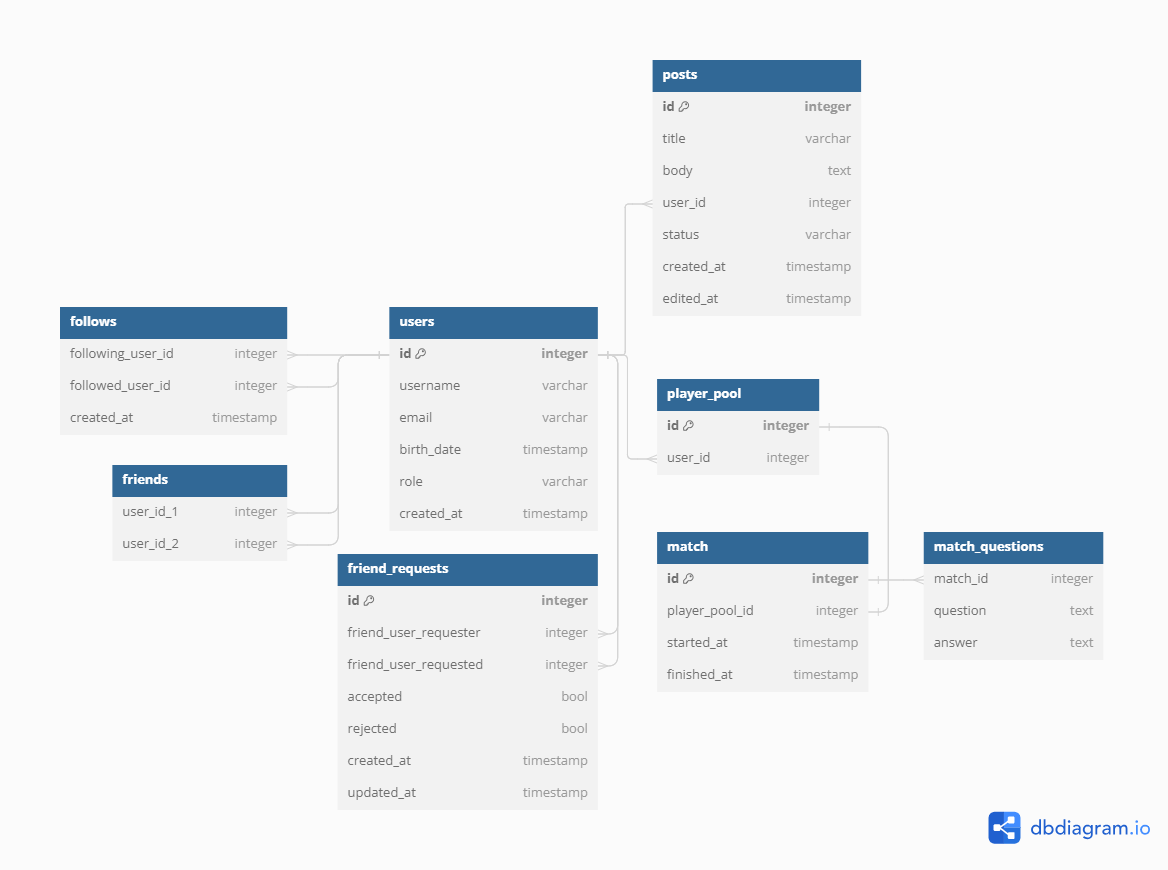 posts
id integer
title varchar
body text
user_id integer
status varchar
created_at timestamp
edited_at timestamp
follows
following_user_id integer
followed_user_id integer
created_at timestamp
users
id integer
username varchar
email varchar
birth_date timestamp
role varchar
created_at timestamp
player_pool
id integer
user_id integer
friends
user_id_1 integer
user_id_2 integer
friend_requests
id integer
friend_user_requester integer
friend_user_requested integer
accepted bool
rejected bool
created_at timestamp
updated_at timestamp
match
id integer
player_pool_id integer
started_at timestamp
finished_at timestamp
match_questions
match_id integer
question text
answer text
dbdiagram.io